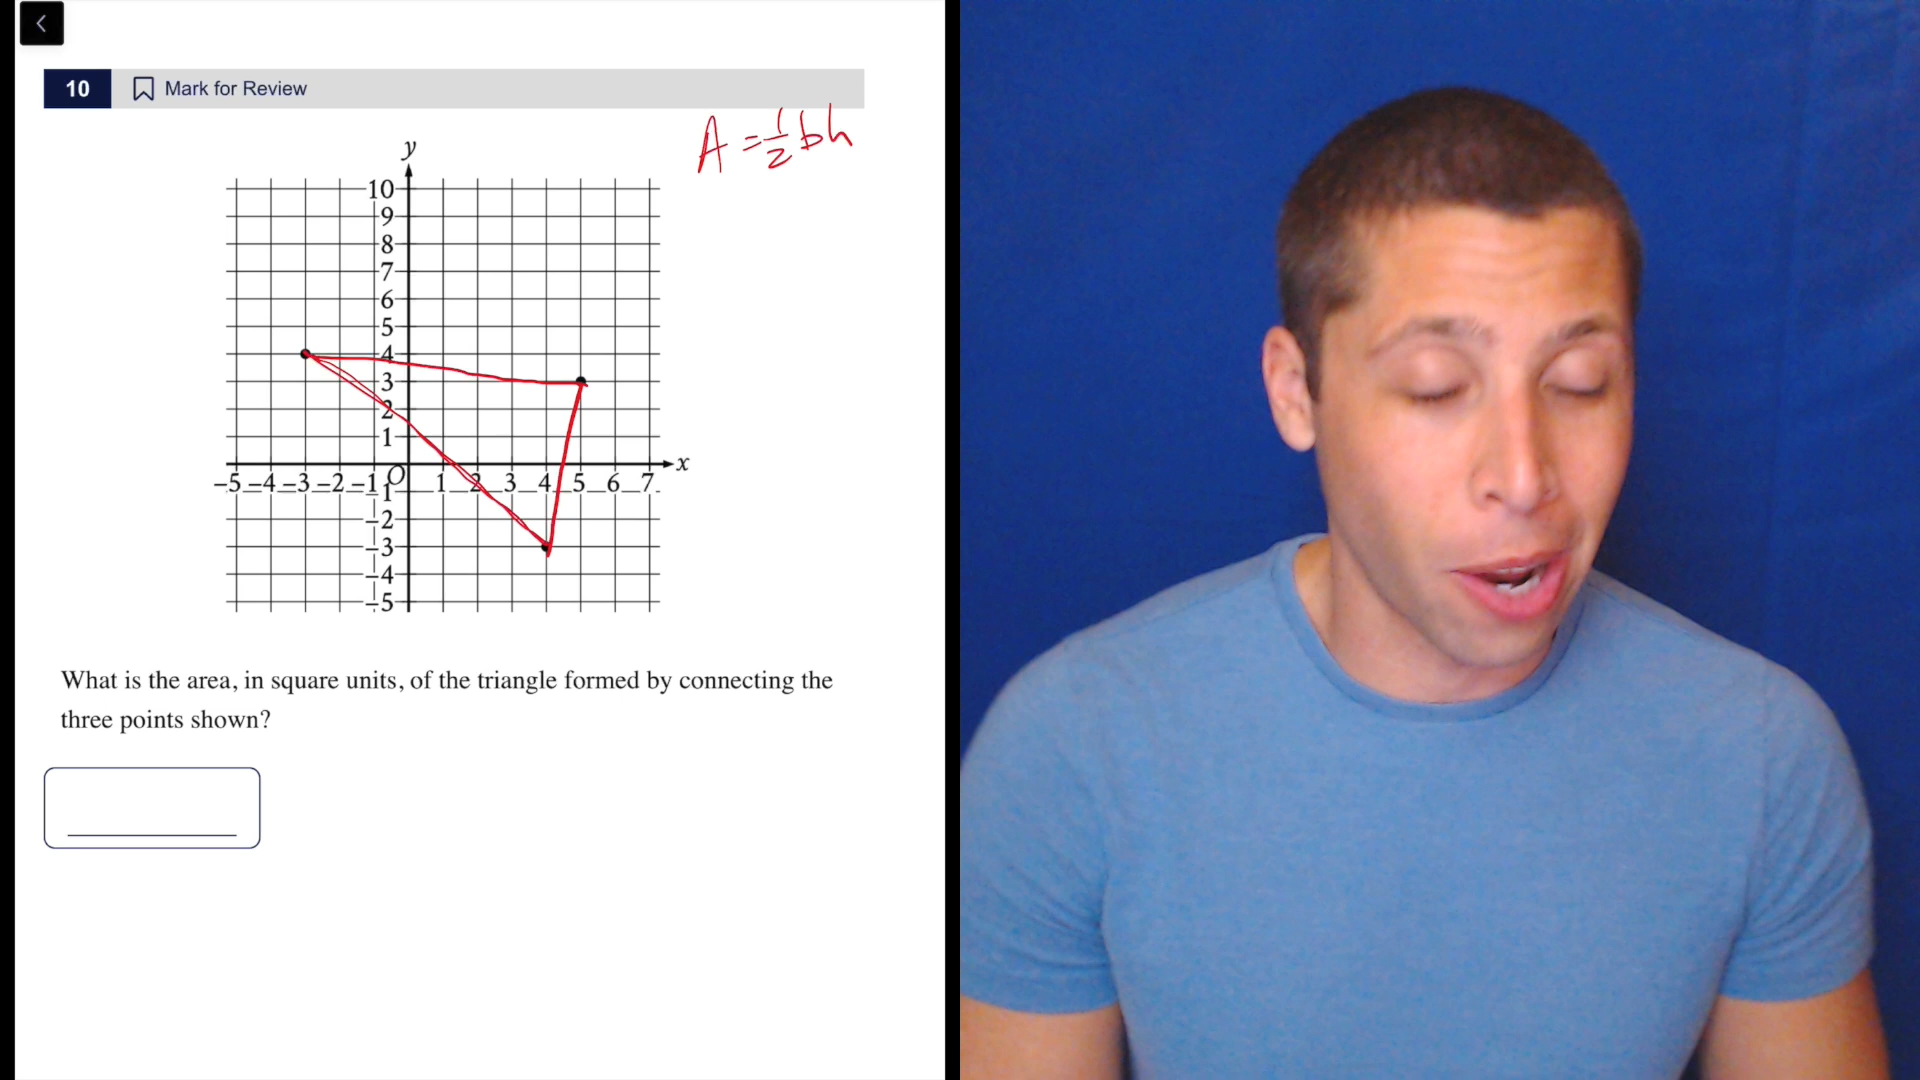 10 Mark for Review
A = 1/2 bh
y
10
9
8
7
6
5
4
3
2
1
x
−5 −4 −3 −2 −1 O 1 2 3 4 5 6 7
−1
−2
−3
−4
−5
What is the area, in square units, of the triangle formed by connecting the
three points shown?